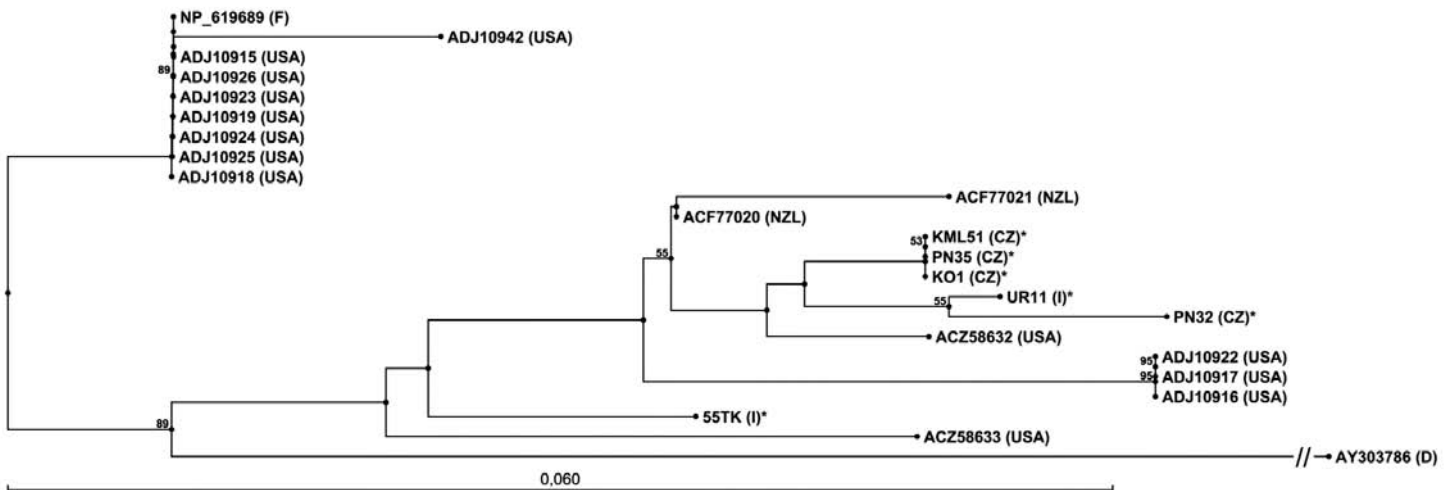 NP_619689 (F)
ADJ10942 (USA)
ADJ10915 (USA)
89
ADJ10926 (USA)
ADJ10923 (USA)
ADJ10919 (USA)
ADJ10924 (USA)
ADJ10925 (USA)
ADJ10918 (USA)
ACF77021 (NZL)
ACF77020 (NZL)
53
KML51 (CZ)*
55
PN35 (CZ)*
KO1 (CZ)*
55
UR11 (I)*
PN32 (CZ)*
ACZ58632 (USA)
95
ADJ10922 (USA)
95
ADJ10917 (USA)
ADJ10916 (USA)
55TK (I)*
89
ACZ58633 (USA)
// AY303786 (D)
0,060